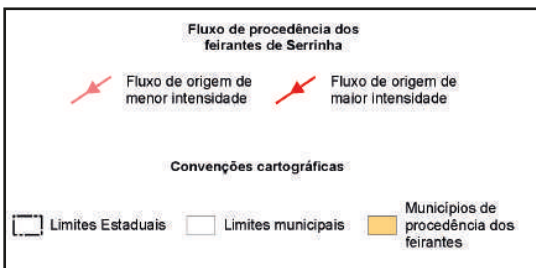 Fluxo de procedência dos
feirantes de Serrinha
Fluxo de origem de
menor intensidade
Fluxo de origem de
maior intensidade
Convenções cartográficas
Limites Estaduais
Limites municipais
Municípios de
procedência dos
feirantes